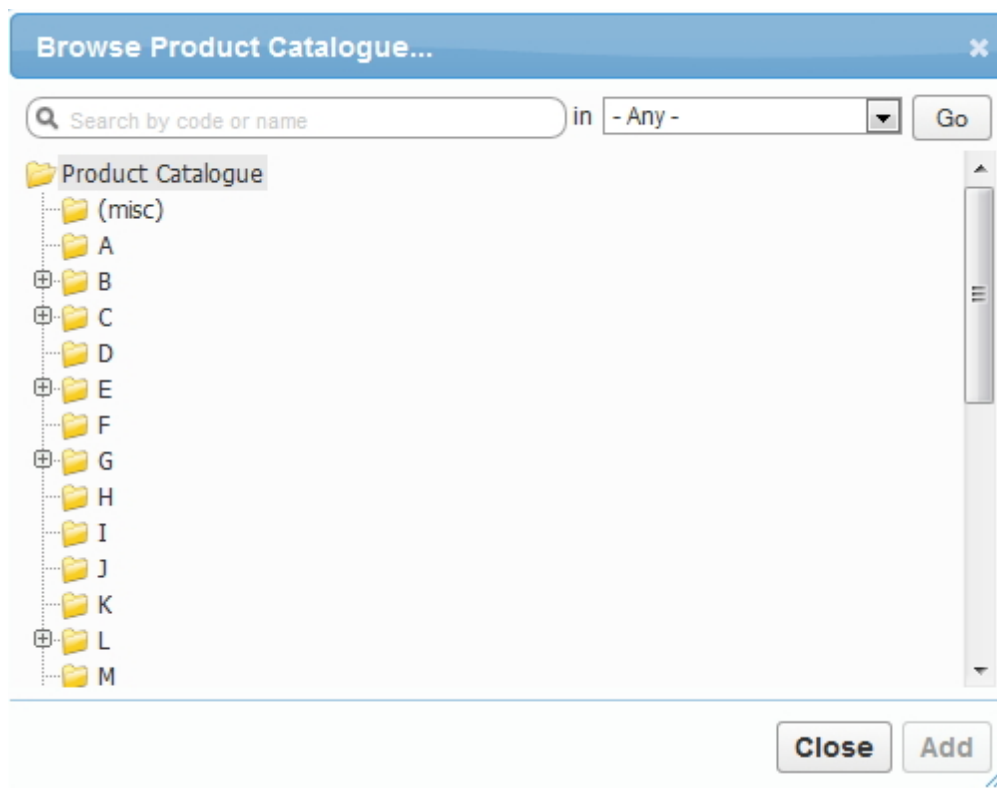 Browse Product Catalogue...
Search by code or name in - Any - Go
Product Catalogue
(misc)
A
B
C
D
E
F
G
H
I
J
K
L
M
Close Add